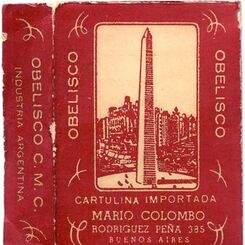 OBELISCO C.M.C.
INDUSTRIA ARGENTINA
OBELISCO
OBELISCO
CARTULINA IMPORTADA
MARIO COLOMBO
RODRIGUEZ PEÑA 385
BUENOS AIRES